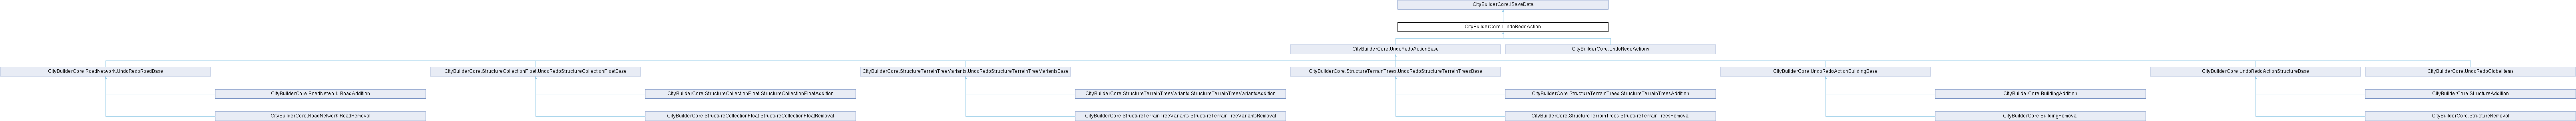 CityBuilderCore.ISaveData
CityBuilderCore.IUndoRedoAction
CityBuilderCore.UndoRedoActionBase
CityBuilderCore.UndoRedoActions
CityBuilderCore.RoadNetwork.UndoRedoRoadBase
CityBuilderCore.StructureCollectionFloat.UndoRedoStructureCollectionFloatBase
CityBuilderCore.StructureTerrainTreeVariants.UndoRedoStructureTerrainTreeVariantsBase
CityBuilderCore.StructureTerrainTrees.UndoRedoStructureTerrainTreesBase
CityBuilderCore.UndoRedoActionBuildingBase
CityBuilderCore.UndoRedoActionStructureBase
CityBuilderCore.UndoRedoGlobalItems
CityBuilderCore.RoadNetwork.RoadAddition
CityBuilderCore.StructureCollectionFloat.StructureCollectionFloatAddition
CityBuilderCore.StructureTerrainTreeVariants.StructureTerrainTreeVariantsAddition
CityBuilderCore.StructureTerrainTrees.StructureTerrainTreesAddition
CityBuilderCore.BuildingAddition
CityBuilderCore.StructureAddition
CityBuilderCore.RoadNetwork.RoadRemoval
CityBuilderCore.StructureCollectionFloat.StructureCollectionFloatRemoval
CityBuilderCore.StructureTerrainTreeVariants.StructureTerrainTreeVariantsRemoval
CityBuilderCore.StructureTerrainTrees.StructureTerrainTreesRemoval
CityBuilderCore.BuildingRemoval
CityBuilderCore.StructureRemoval